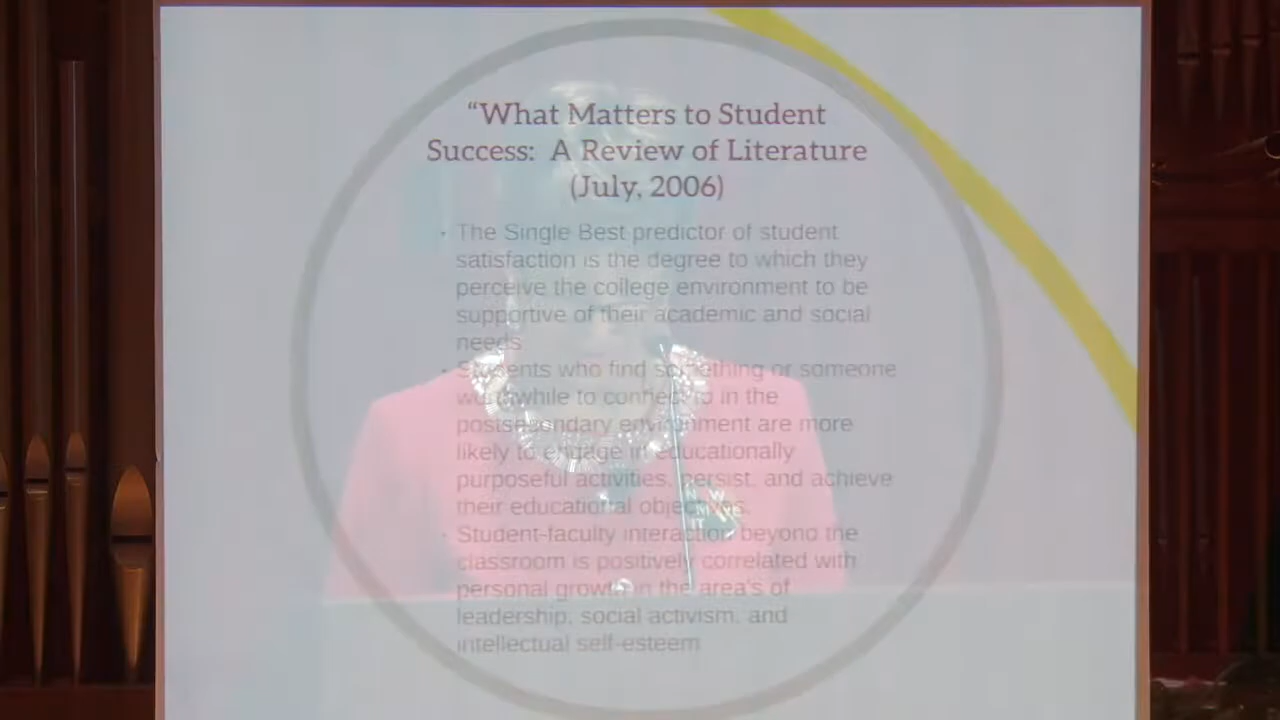 “What Matters to Student
Success: A Review of Literature
(July, 2006)
· The Single Best predictor of student
satisfaction is the degree to which they
perceive the college environment to be
supportive of their academic and social
needs
· Students who find something or someone
worthwhile to connect to in the
postsecondary environment are more
likely to engage in educationally
purposeful activities, persist, and achieve
their educational objectives.
· Student-faculty interaction beyond the
classroom is positively correlated with
personal growth in the area's of
leadership, social activism, and
intellectual self-esteem